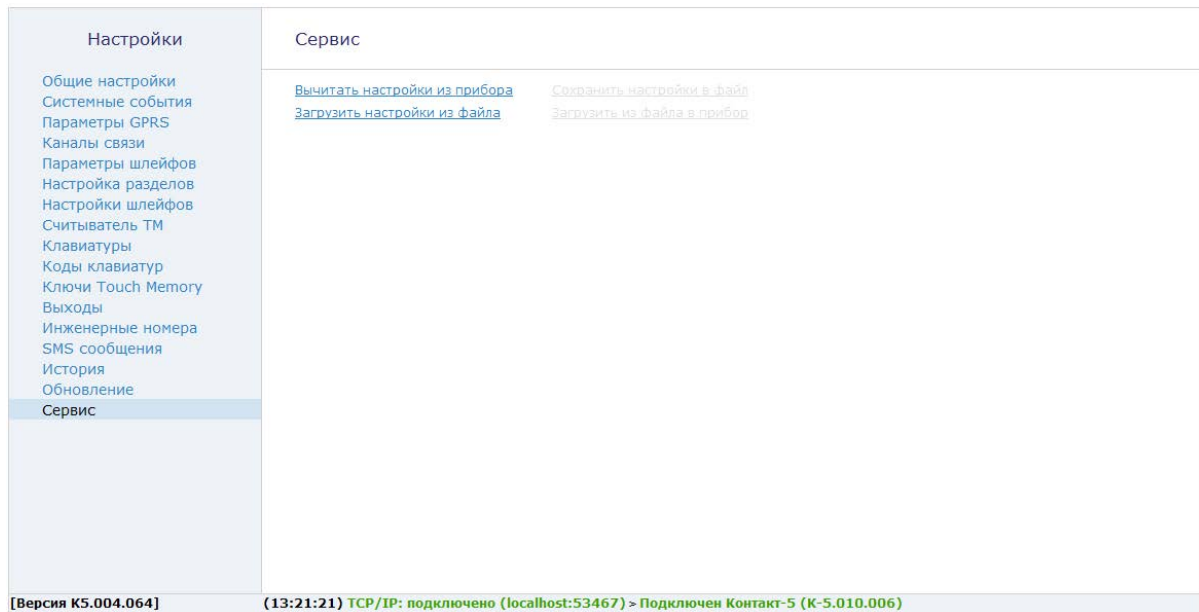 Настройки
Общие настройки
Системные события
Параметры GPRS
Каналы связи
Параметры шлейфов
Настройка разделов
Настройки шлейфов
Считыватель TM
Клавиатуры
Коды клавиатур
Ключи Touch Memory
Выходы
Инженерные номера
SMS сообщения
История
Обновление
Сервис
Сервис
Вычитать настройки из прибора Сохранить настройки в файл
Загрузить настройки из файла Загрузить из файла в прибор
[Версия K5.004.064] (13:21:21) TCP/IP: подключено (localhost:53467) > Подключен Контакт-5 (K-5.010.006)